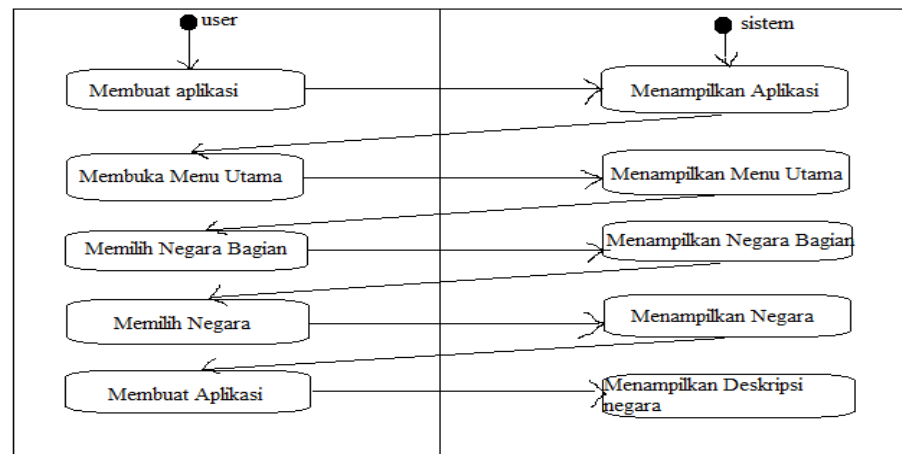 user
sistem
Membuat aplikasi
Menampilkan Aplikasi
Membuka Menu Utama
Menampilkan Menu Utama
Memilih Negara Bagian
Menampilkan Negara Bagian
Memilih Negara
Menampilkan Negara
Membuat Aplikasi
Menampilkan Deskripsi
negara